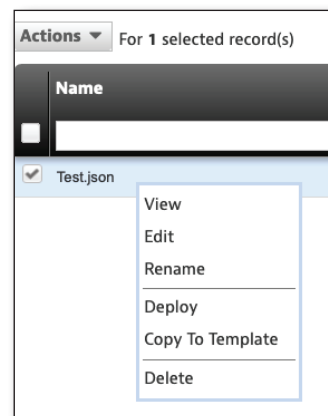 Actions For 1 selected record(s)
Name
Test.json
View
Edit
Rename
Deploy
Copy To Template
Delete